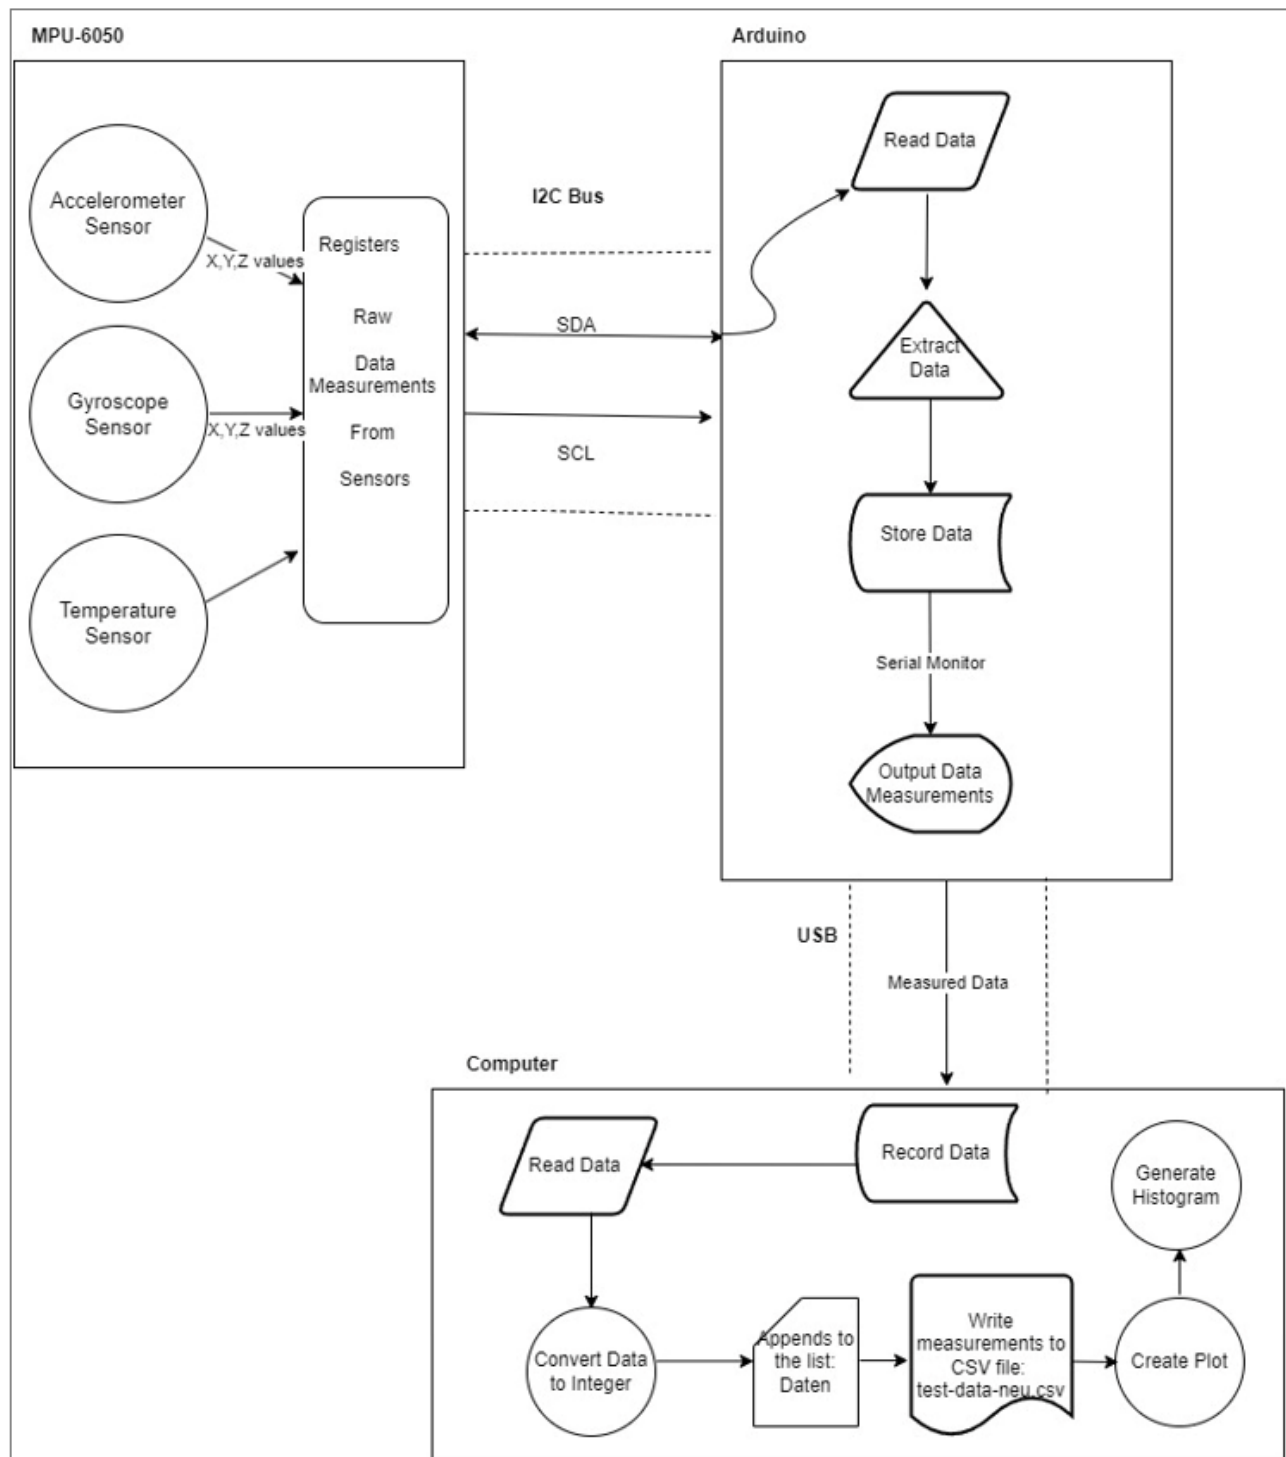 MPU-6050
Accelerometer
Sensor
X,Y,Z values
Gyroscope
Sensor
X,Y,Z values
Temperature
Sensor
Registers
Raw
Data
Measurements
From
Sensors
I2C Bus
SDA
SCL
Arduino
Read Data
Extract
Data
Store Data
Serial Monitor
Output Data
Measurements
USB
Measured Data
Computer
Record Data
Read Data
Convert Data
to Integer
Appends to
the list:
Daten
Write
measurements to
CSV file:
test-data-neu.csv
Create Plot
Generate
Histogram